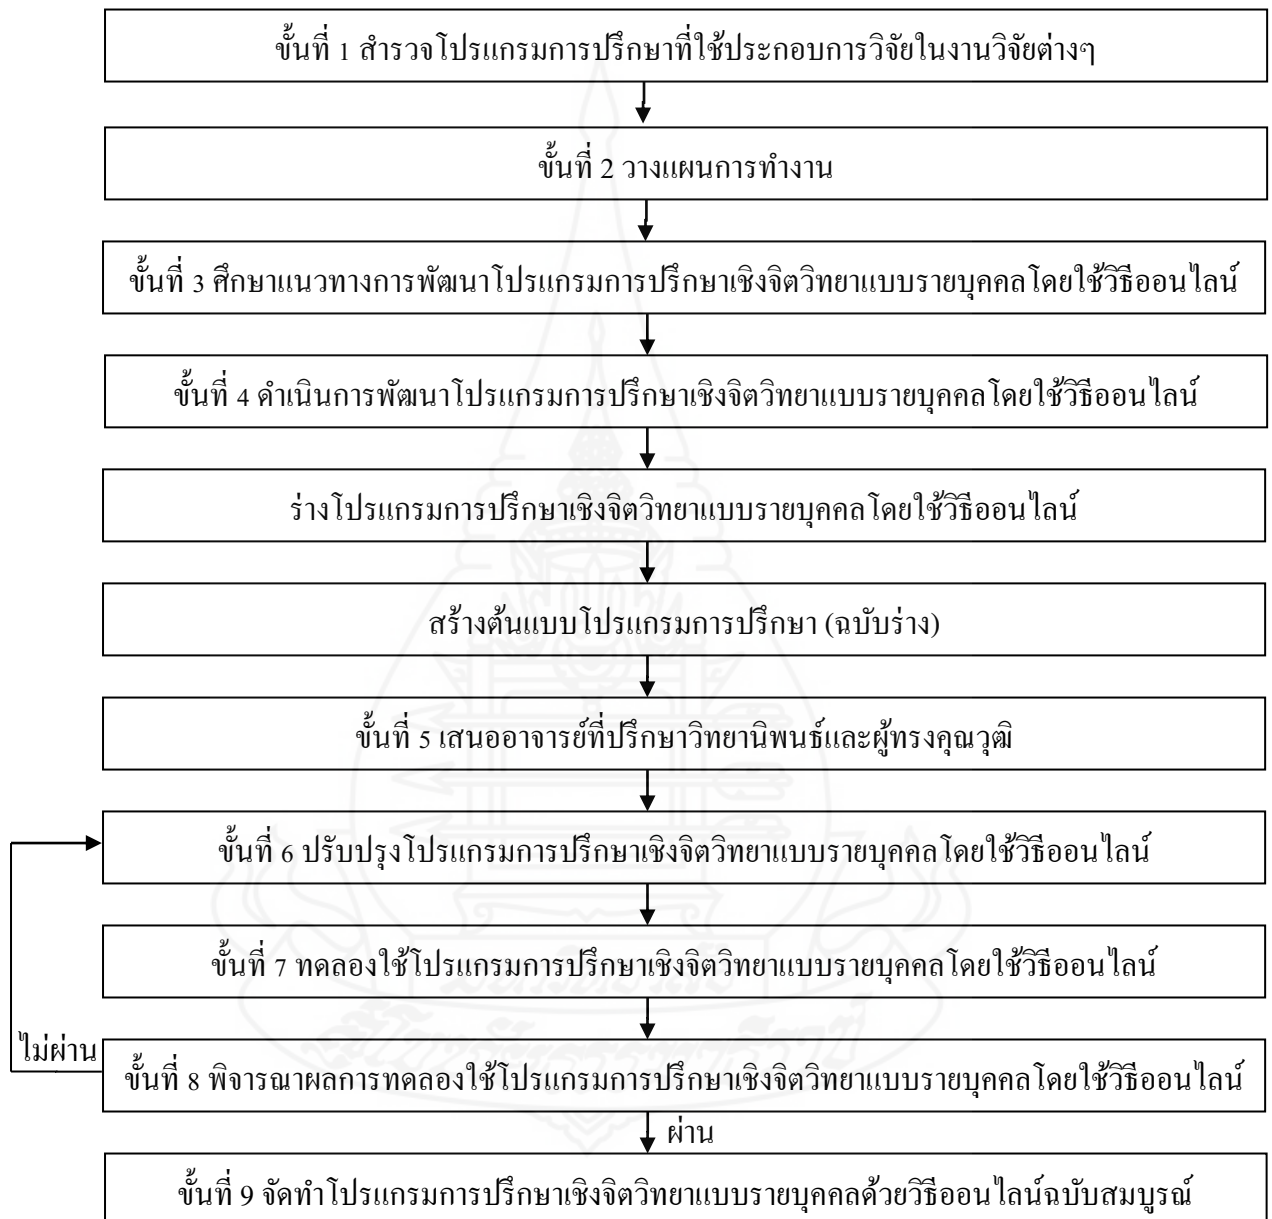 ขั้นที่ 1 สำรวจโปรแกรมการปรึกษาที่ใช้ประกอบการวิจัยในงานวิจัยต่างๆ
ขั้นที่ 2 วางแผนการทำงาน
ขั้นที่ 3 ศึกษาแนวทางการพัฒนาโปรแกรมการปรึกษาเชิงจิตวิทยาแบบรายบุคคลโดยใช้วิธีออนไลน์
ขั้นที่ 4 ดำเนินการพัฒนาโปรแกรมการปรึกษาเชิงจิตวิทยาแบบรายบุคคลโดยใช้วิธีออนไลน์
ร่างโปรแกรมการปรึกษาเชิงจิตวิทยาแบบรายบุคคลโดยใช้วิธีออนไลน์
สร้างต้นแบบโปรแกรมการปรึกษา (ฉบับร่าง)
ขั้นที่ 5 เสนออาจารย์ที่ปรึกษาวิทยานิพนธ์และผู้ทรงคุณวุฒิ
ขั้นที่ 6 ปรับปรุงโปรแกรมการปรึกษาเชิงจิตวิทยาแบบรายบุคคลโดยใช้วิธีออนไลน์
ขั้นที่ 7 ทดลองใช้โปรแกรมการปรึกษาเชิงจิตวิทยาแบบรายบุคคลโดยใช้วิธีออนไลน์
ไม่ผ่าน
ขั้นที่ 8 พิจารณาผลการทดลองใช้โปรแกรมการปรึกษาเชิงจิตวิทยาแบบรายบุคคลโดยใช้วิธีออนไลน์
ผ่าน
ขั้นที่ 9 จัดทำโปรแกรมการปรึกษาเชิงจิตวิทยาแบบรายบุคคลด้วยวิธีออนไลน์ฉบับสมบูรณ์